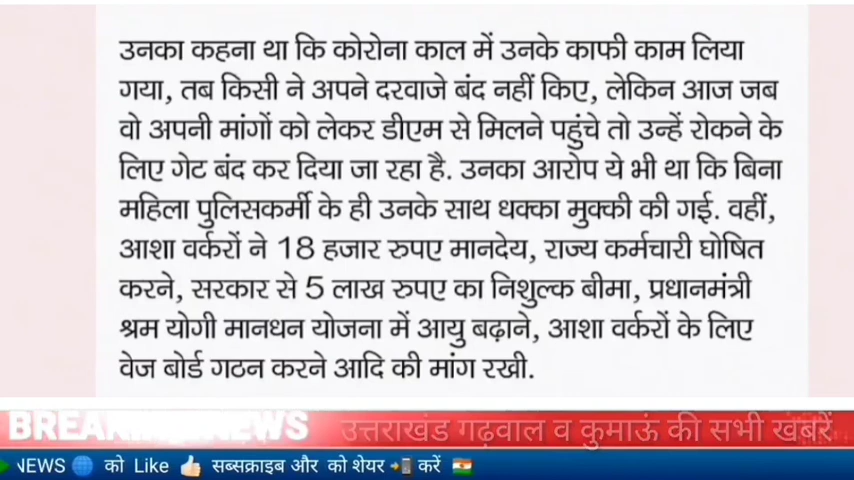 उनका कहना था कि कोरोना काल में उनके काफी काम लिया
गया, तब किसी ने अपने दरवाजे बंद नहीं किए, लेकिन आज जब
वो अपनी मांगों को लेकर डीएम से मिलने पहुंचे तो उन्हें रोकने के
लिए गेट बंद कर दिया जा रहा है. उनका आरोप ये भी था कि बिना
महिला पुलिसकर्मी के ही उनके साथ धक्का मुक्की की गई. वहीं,
आशा वर्करों ने 18 हजार रुपए मानदेय, राज्य कर्मचारी घोषित
करने, सरकार से 5 लाख रुपए का निशुल्क बीमा, प्रधानमंत्री
श्रम योगी मानधन योजना में आयु बढ़ाने, आशा वर्करों के लिए
वेज बोर्ड गठन करने आदि की मांग रखी.
BREAKING NEWS उत्तराखंड गढ़वाल व कुमाऊं की सभी खबरें
NEWS 🌐 को Like 👍 सब्सक्राइब और को शेयर 📲 करें 🇮🇳